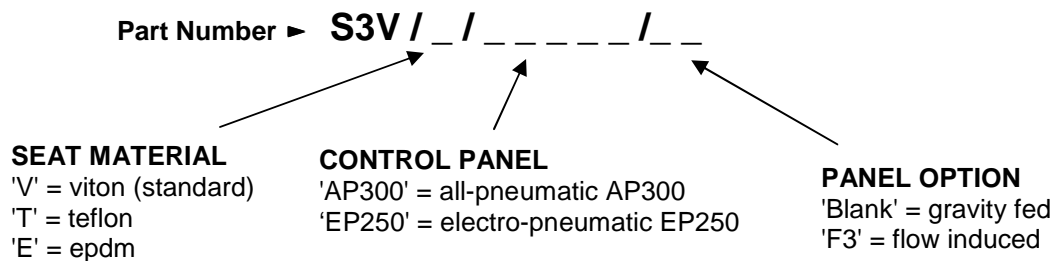 Part Number ► S3V / _ / _ _ _ _ _ /_ _
SEAT MATERIAL
'V' = viton (standard)
'T' = teflon
'E' = epdm
CONTROL PANEL
'AP300' = all-pneumatic AP300
‘EP250' = electro-pneumatic EP250
PANEL OPTION
'Blank' = gravity fed
'F3' = flow induced